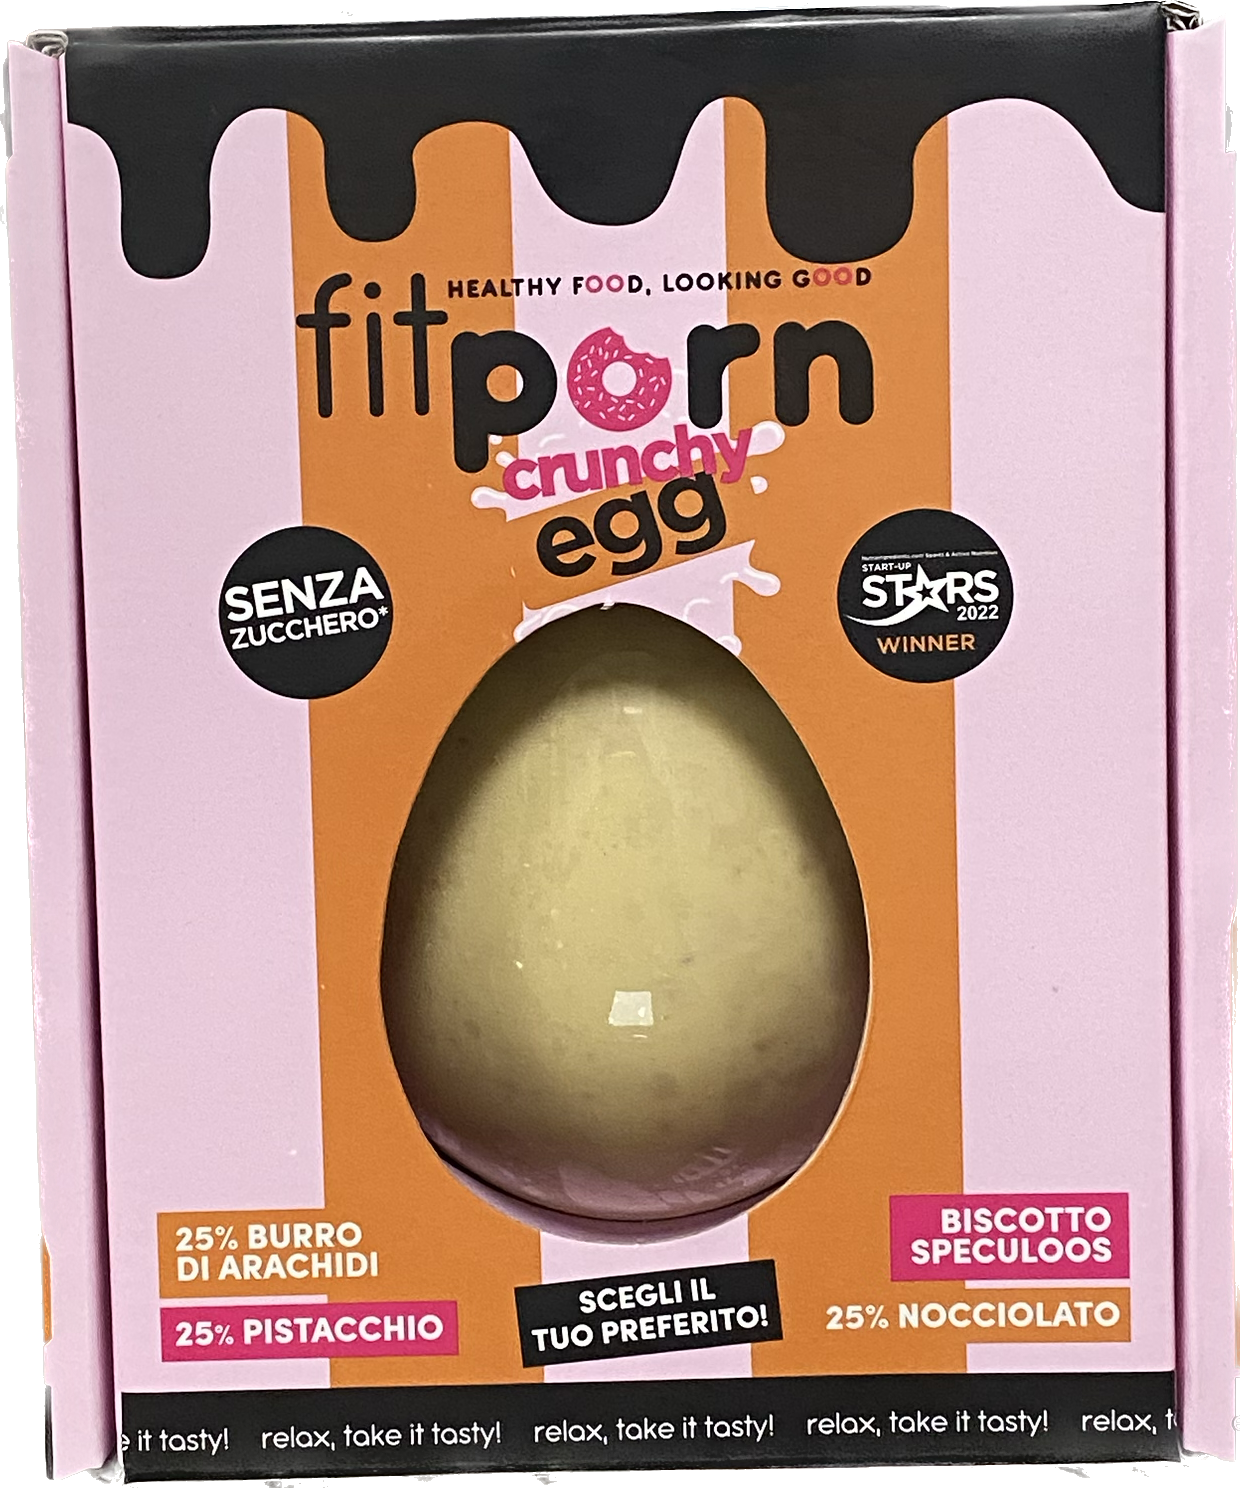 HEALTHY FOOD, LOOKING GOOD
fitporn
crunchy
egg
SENZA
ZUCCHERO*
START-UP
STARS
2022
WINNER
25% BURRO
DI ARACHIDI
25% PISTACCHIO
SCEGLI IL
TUO PREFERITO!
BISCOTTO
SPECULOOS
25% NOCCIOLATO
it tasty! relax, take it tasty! relax, take it tasty! relax, take it tasty! relax,